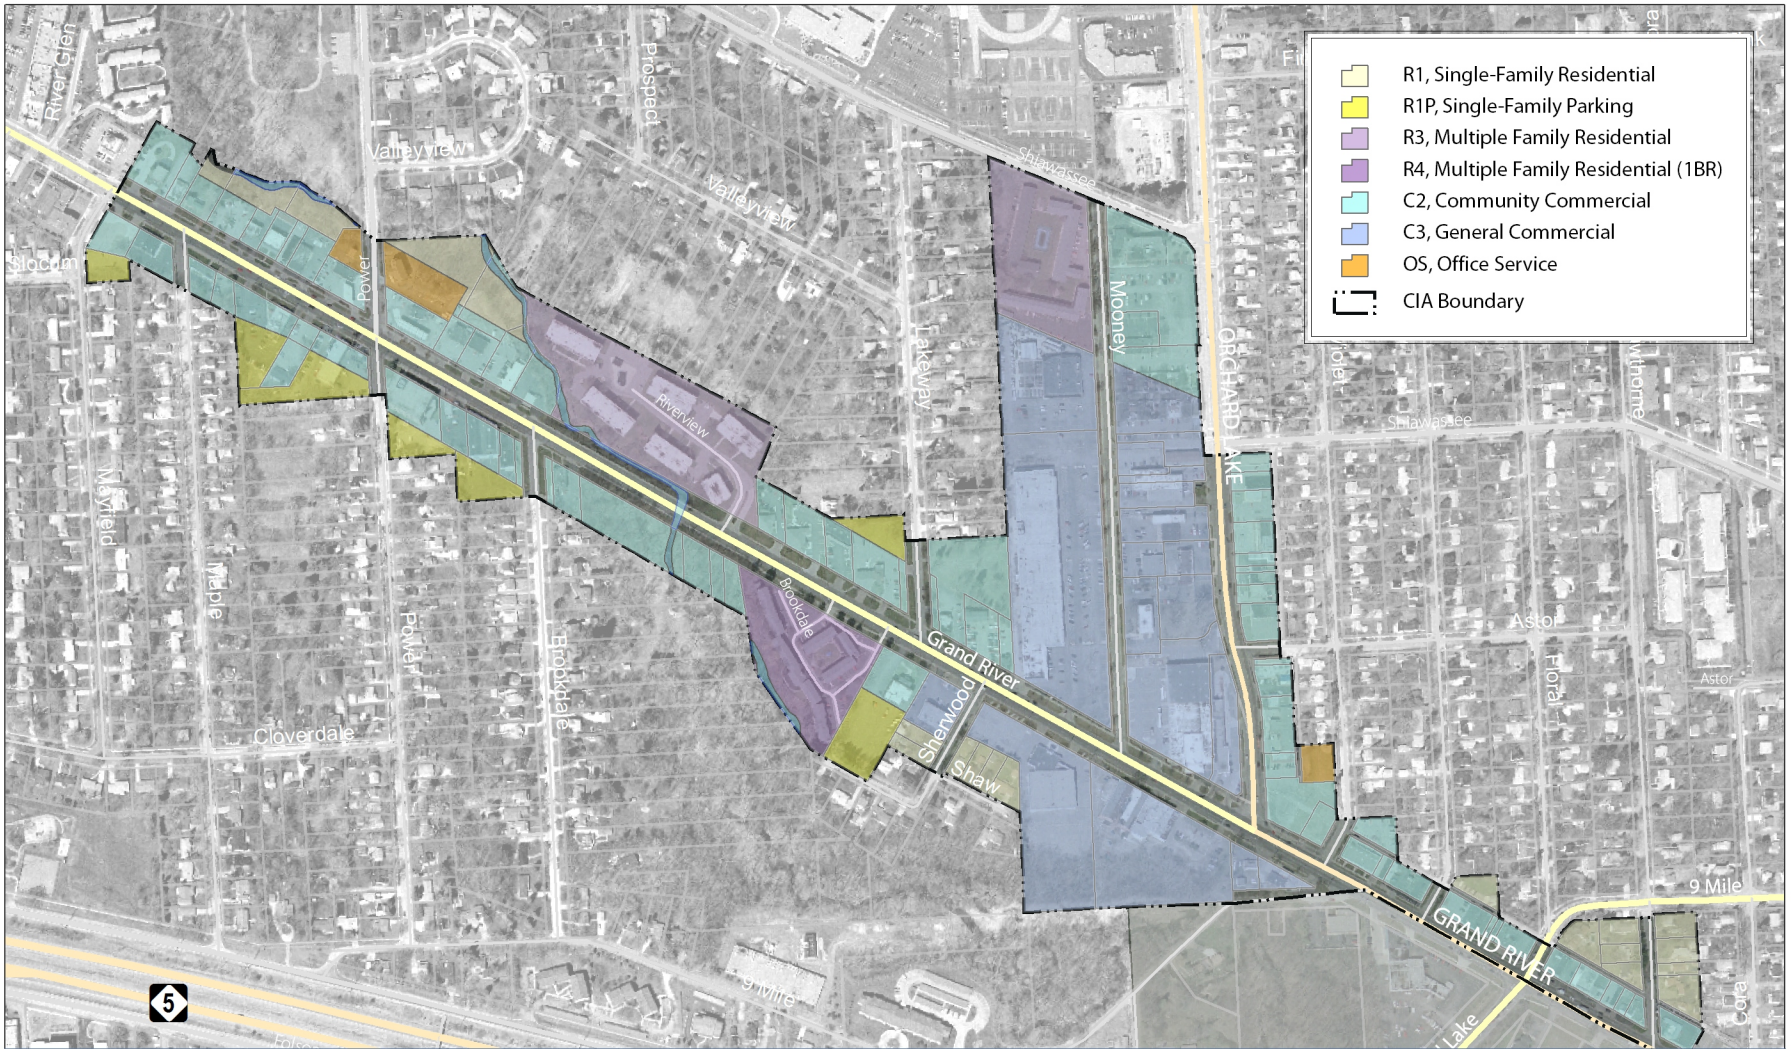 R1, Single-Family Residential
R1P, Single-Family Parking
R3, Multiple Family Residential
R4, Multiple Family Residential (1BR)
C2, Community Commercial
C3, General Commercial
OS, Office Service
CIA Boundary
River Glen
Prospect
Valleyview
Valleyview
Shiawassee
Slocum
Power
Mooney
ORCHARD LAKE
Lakeway
Riverview
Shiawassee
Mayfield
Maple
Power
Brookdale
Brookdale
Grand River
Sherwood
Shaw
Astor
Floral
Astor
Cloverdale
9 Mile
GRAND RIVER
9 Mile
Cora
5
Lake